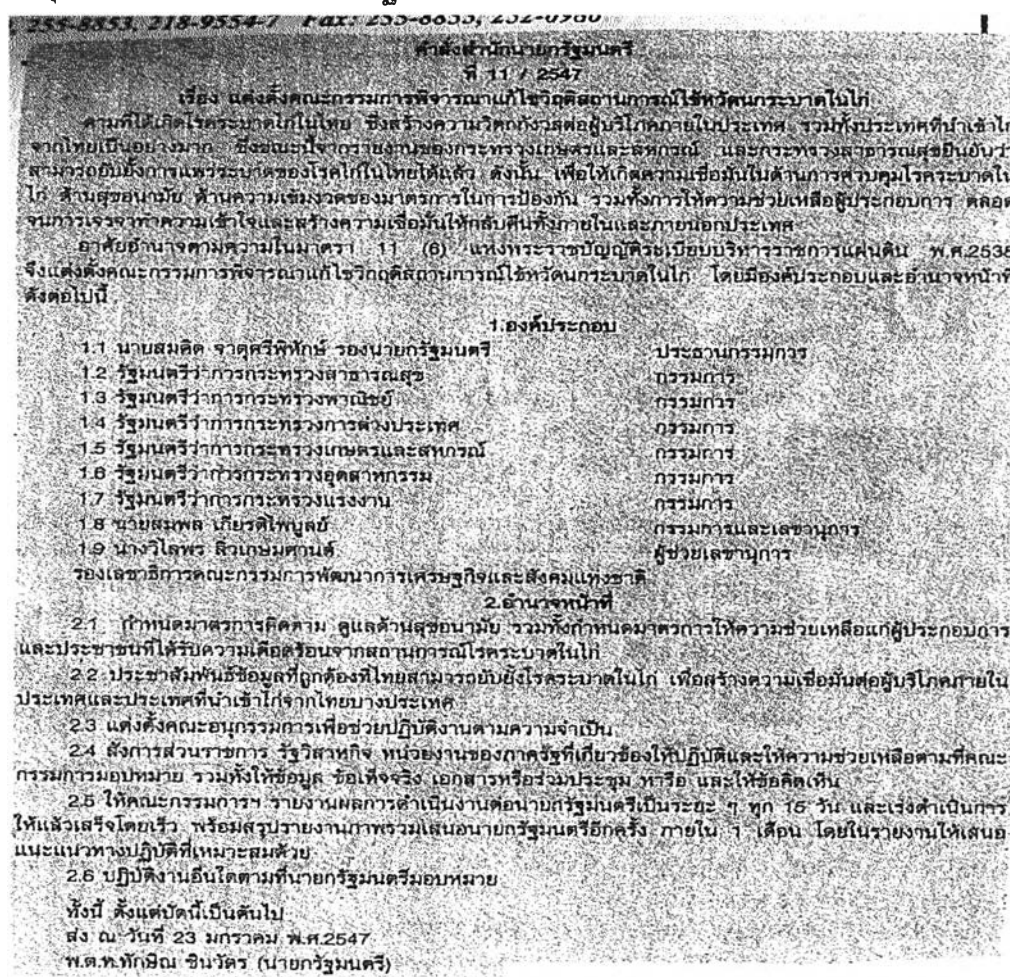 255-8853, 218-9554-7 Fax: 255-8855, 252-0980
คำสั่งสำนักนายกรัฐมนตรี
ที่ 11 / 2547
เรื่อง แต่งตั้งคณะกรรมการพิจารณาแก้ไขวิกฤติสถานการณ์ไข้หวัดนกระบาดในไก่
ตามที่ได้เกิดโรคระบาดไก่ในไทย ซึ่งสร้างความวิตกกังวลต่อผู้บริโภคภายในประเทศ รวมทั้งประเทศที่นำเข้าไก่
จากไทยเป็นอย่างมาก ซึ่งขณะนี้จากรายงานของกระทรวงเกษตรและสหกรณ์ และกระทรวงสาธารณสุขยืนยันว่า
สามารถยับยั้งการแพร่ระบาดของโรคไก่ในไทยได้แล้ว ดังนั้น เพื่อให้เกิดความเชื่อมั่นในด้านการควบคุมโรคระบาดใน
ไก่ ด้านสุขอนามัย ด้านความเข้มงวดของมาตรการในการป้องกัน รวมทั้งการให้ความช่วยเหลือผู้ประกอบการ ตลอด
จนการเจรจาทำความเข้าใจและสร้างความเชื่อมั่นให้กลับคืนทั้งภายในและภายนอกประเทศ
อาศัยอำนาจตามความในมาตรา 11 (6) แห่งพระราชบัญญัติระเบียบบริหารราชการแผ่นดิน พ.ศ.2535
จึงแต่งตั้งคณะกรรมการพิจารณาแก้ไขวิกฤติสถานการณ์ไข้หวัดนกระบาดในไก่ โดยมีองค์ประกอบและอำนาจหน้าที่
ดังต่อไปนี้
1.องค์ประกอบ
1.1 นายสมคิด จาตุศรีพิทักษ์ รองนายกรัฐมนตรี ประธานกรรมการ
1.2 รัฐมนตรีว่าการกระทรวงสาธารณสุข กรรมการ
1.3 รัฐมนตรีว่าการกระทรวงพาณิชย์ กรรมการ
1.4 รัฐมนตรีว่าการกระทรวงการต่างประเทศ กรรมการ
1.5 รัฐมนตรีว่าการกระทรวงเกษตรและสหกรณ์ กรรมการ
1.6 รัฐมนตรีว่าการกระทรวงอุตสาหกรรม กรรมการ
1.7 รัฐมนตรีว่าการกระทรวงแรงงาน กรรมการ
1.8 นายสมพล เกียรติไพบูลย์ กรรมการและเลขานุการ
1.9 นางวิไลพร ลิ่วเกษมศานต์ ผู้ช่วยเลขานุการ
รองเลขาธิการคณะกรรมการพัฒนาการเศรษฐกิจและสังคมแห่งชาติ
2.อำนาจหน้าที่
2.1 กำหนดมาตรการติดตาม ดูแลด้านสุขอนามัย รวมทั้งกำหนดมาตรการให้ความช่วยเหลือแก่ผู้ประกอบการ
และประชาชนที่ได้รับความเดือดร้อนจากสถานการณ์โรคระบาดในไก่
2.2 ประชาสัมพันธ์ข้อมูลที่ถูกต้องที่ไทยสามารถยับยั้งโรคระบาดในไก่ เพื่อสร้างความเชื่อมั่นต่อผู้บริโภคภายใน
ประเทศและประเทศที่นำเข้าไก่จากไทยบางประเทศ
2.3 แต่งตั้งคณะอนุกรรมการเพื่อช่วยปฏิบัติงานตามความจำเป็น
2.4 สั่งการส่วนราชการ รัฐวิสาหกิจ หน่วยงานของภาครัฐที่เกี่ยวข้องให้ปฏิบัติและให้ความช่วยเหลือตามที่คณะ
กรรมการมอบหมาย รวมทั้งให้ข้อมูล ข้อเท็จจริง เอกสารหรือร่วมประชุม หารือ และให้ข้อคิดเห็น
2.5 ให้คณะกรรมการฯ รายงานผลการดำเนินงานต่อนายกรัฐมนตรีเป็นระยะ ๆ ทุก 15 วัน และเร่งดำเนินการ
ให้แล้วเสร็จโดยเร็ว พร้อมสรุปรายงานภาพรวมเสนอนายกรัฐมนตรีอีกครั้ง ภายใน 1 เดือน โดยในรายงานให้เสนอ
แนะแนวทางปฏิบัติที่เหมาะสมด้วย
2.6 ปฏิบัติงานอื่นใดตามที่นายกรัฐมนตรีมอบหมาย
ทั้งนี้ ตั้งแต่บัดนี้เป็นต้นไป
สั่ง ณ วันที่ 23 มกราคม พ.ศ.2547
พ.ต.ท.ทักษิณ ชินวัตร (นายกรัฐมนตรี)